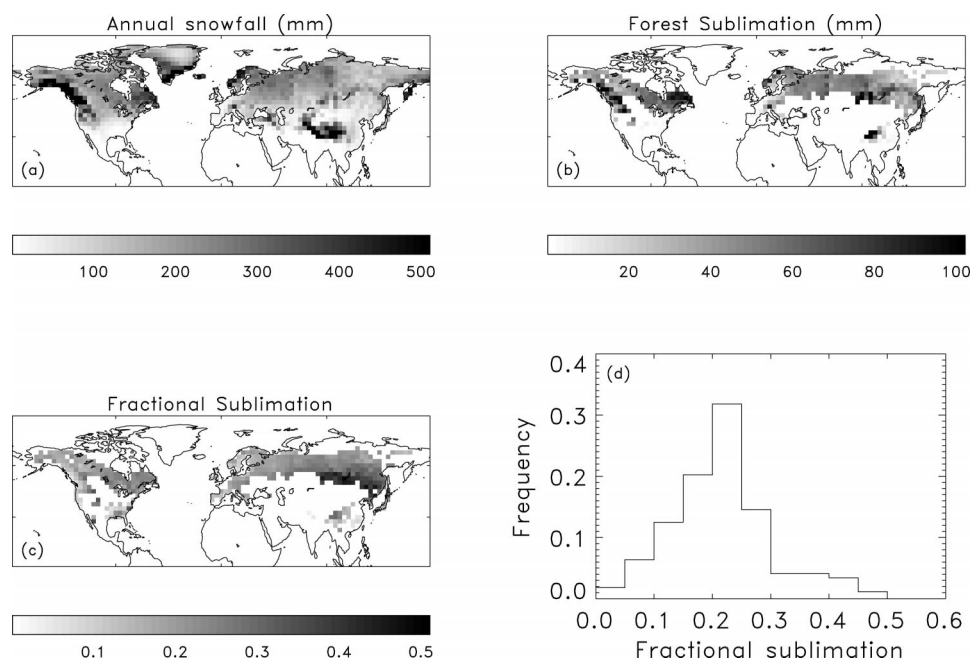 Annual snowfall (mm)
(a)
100 200 300 400 500
Forest Sublimation (mm)
(b)
20 40 60 80 100
Fractional Sublimation
(c)
0.1 0.2 0.3 0.4 0.5
(d)
0.4
0.3
0.2
0.1
0.0
Frequency
0.0 0.1 0.2 0.3 0.4 0.5 0.6
Fractional sublimation